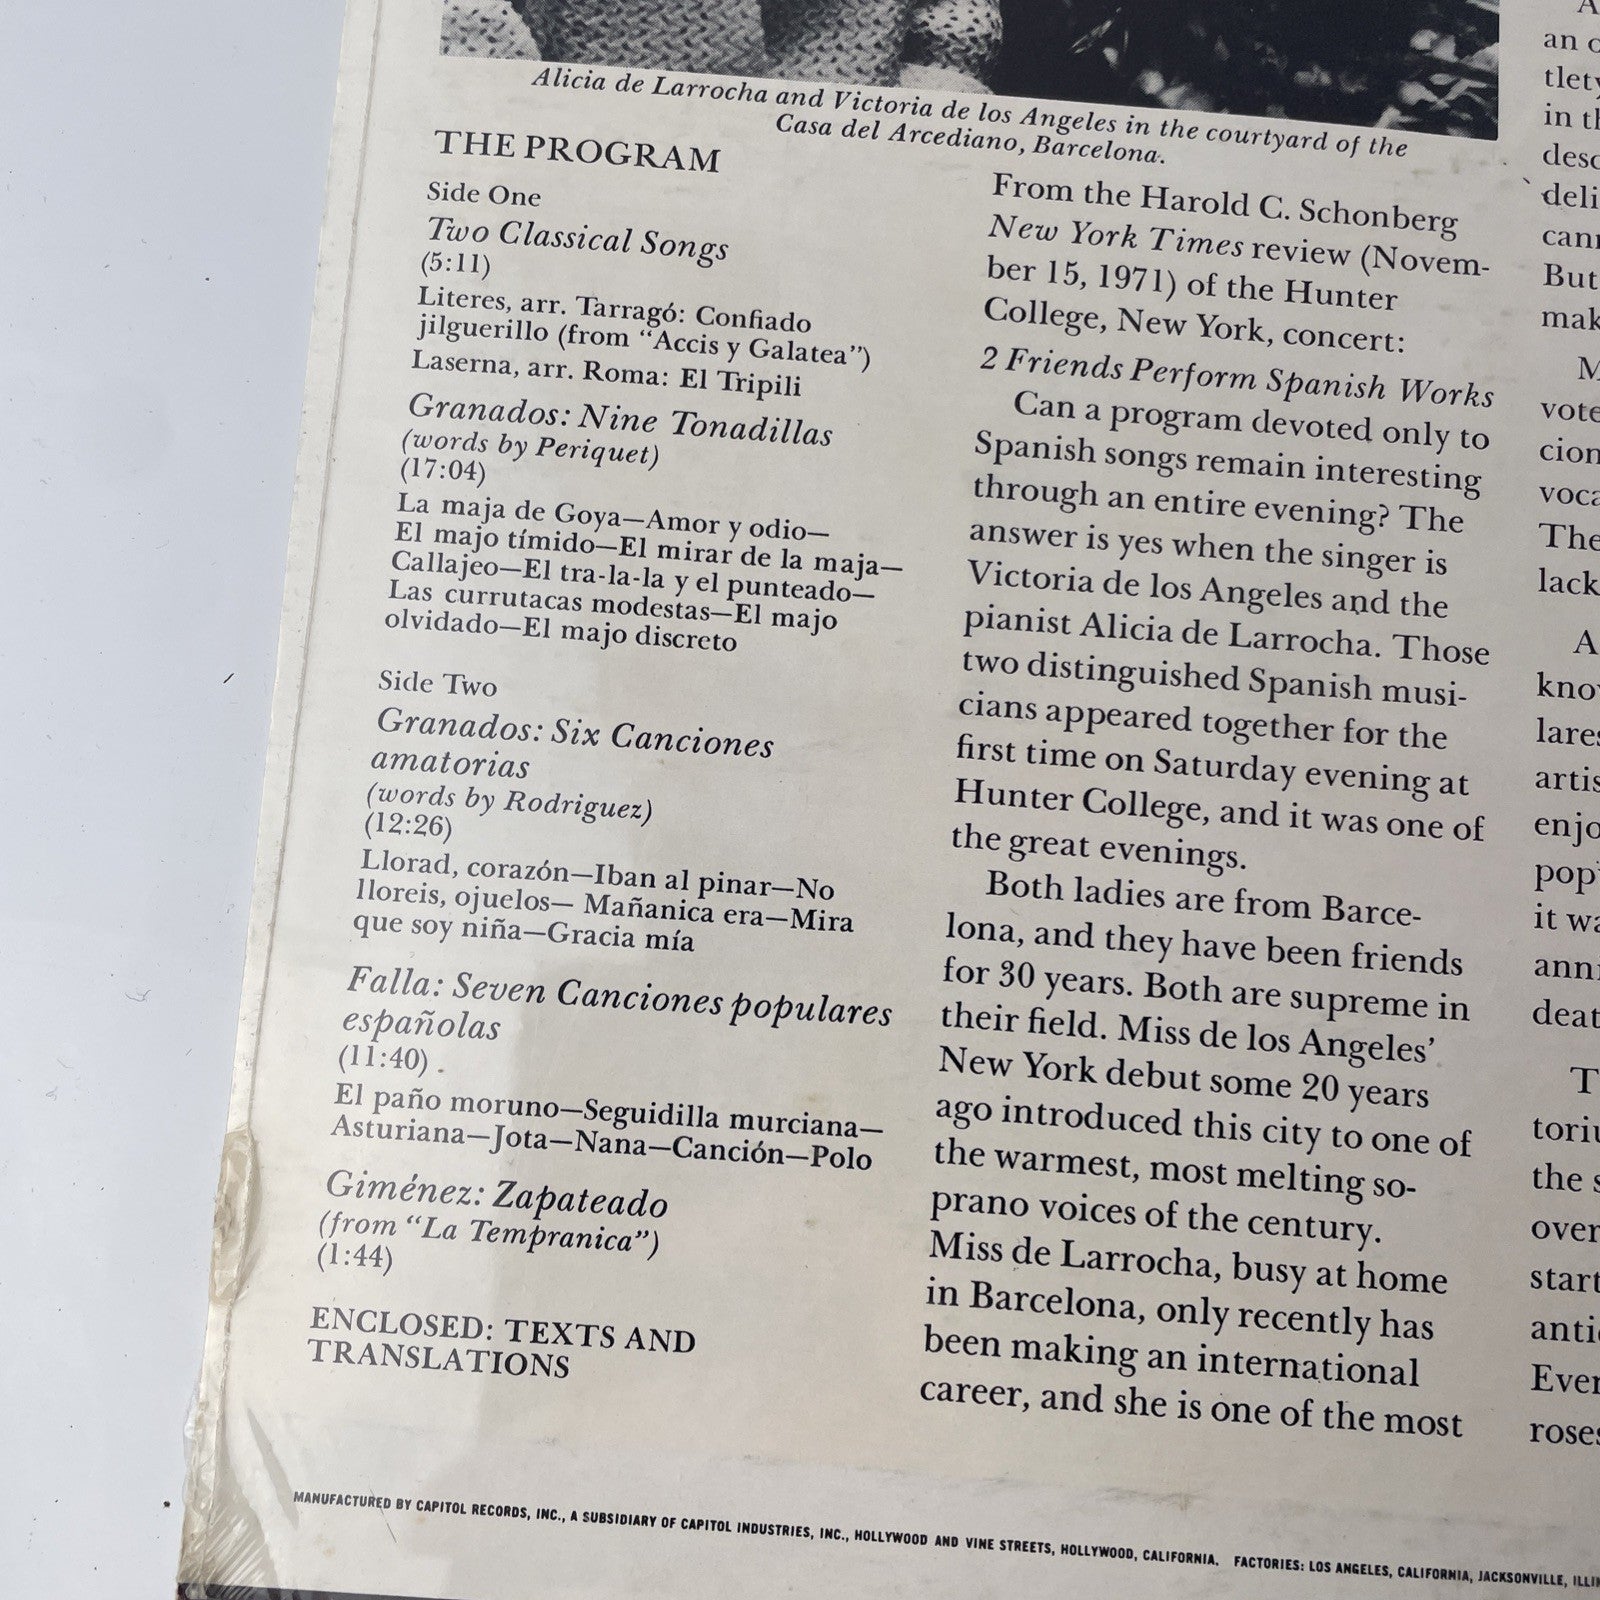 Alicia de Larrocha and Victoria de los Angeles in the courtyard of the
Casa del Arcediano, Barcelona.
THE PROGRAM
Side One
Two Classical Songs
(5:11)
Literes, arr. Tarragó: Confiado
jilguerillo (from “Accis y Galatea”)
Laserna, arr. Roma: El Tripili
Granados: Nine Tonadillas
(words by Periquet)
(17:04)
La maja de Goya—Amor y odio—
El majo tímido—El mirar de la maja—
Callajeo—El tra-la-la y el punteado—
Las currutacas modestas—El majo
olvidado—El majo discreto
Side Two
Granados: Six Canciones
amatorias
(words by Rodriguez)
(12:26)
Llorad, corazón—Iban al pinar—No
lloreis, ojuelos— Mañanica era—Mira
que soy niña—Gracia mía
Falla: Seven Canciones populares
españolas
(11:40)
El paño moruno—Seguidilla murciana—
Asturiana—Jota—Nana—Canción—Polo
Giménez: Zapateado
(from “La Tempranica”)
(1:44)
ENCLOSED: TEXTS AND
TRANSLATIONS
From the Harold C. Schonberg
New York Times review (Novem-
ber 15, 1971) of the Hunter
College, New York, concert:
2 Friends Perform Spanish Works
Can a program devoted only to
Spanish songs remain interesting
through an entire evening? The
answer is yes when the singer is
Victoria de los Angeles and the
pianist Alicia de Larrocha. Those
two distinguished Spanish musi-
cians appeared together for the
first time on Saturday evening at
Hunter College, and it was one of
the great evenings.
Both ladies are from Barce-
lona, and they have been friends
for 30 years. Both are supreme in
their field. Miss de los Angeles’
New York debut some 20 years
ago introduced this city to one of
the warmest, most melting so-
prano voices of the century.
Miss de Larrocha, busy at home
in Barcelona, only recently has
been making an international
career, and she is one of the most
an
in
But
The
it
the
MANUFACTURED BY CAPITOL RECORDS, INC., A SUBSIDIARY OF CAPITOL INDUSTRIES, INC., HOLLYWOOD AND VINE STREETS, HOLLYWOOD, CALIFORNIA. FACTORIES: LOS ANGELES, CALIFORNIA, JACKSONVILLE,